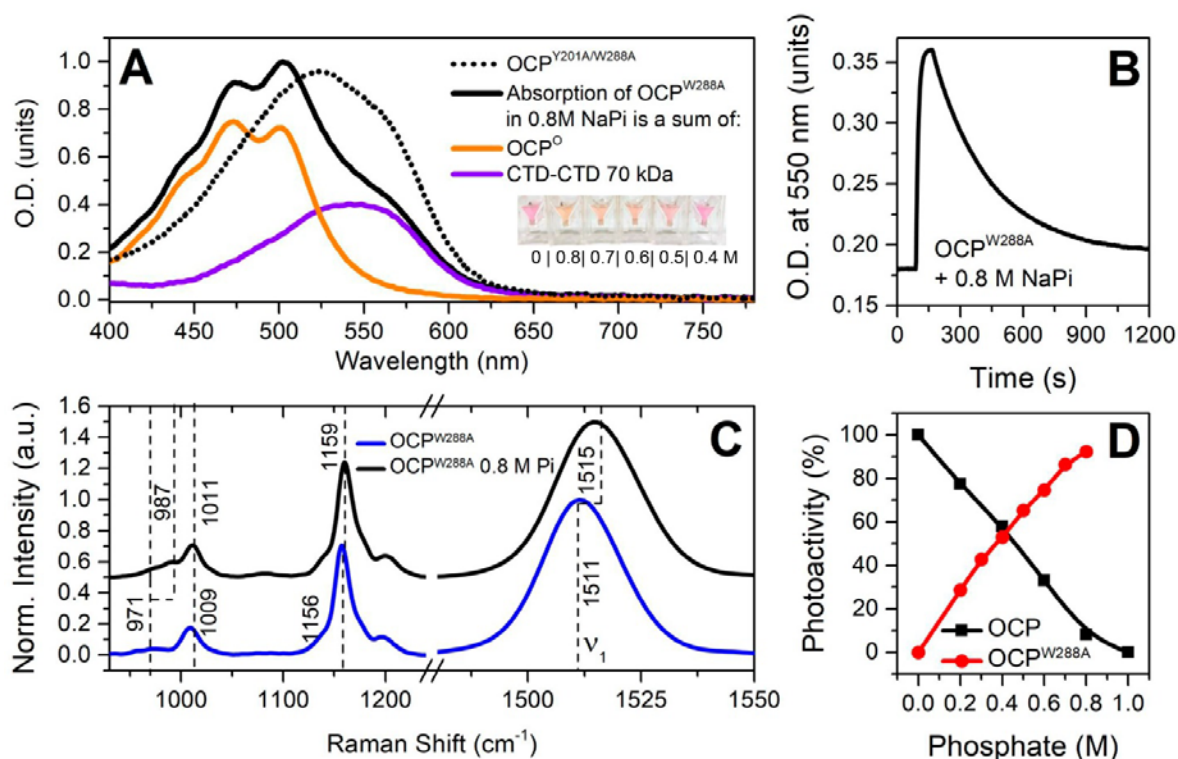 A
O.D. (units)
1.0
0.8
0.6
0.4
0.2
0.0
400 450 500 550 600 650 700 750
Wavelength (nm)
OCP^Y201A/W288A
Absorption of OCP^W288A
in 0.8M NaPi is a sum of:
OCP^O
CTD-CTD 70 kDa
0 | 0.8 | 0.7 | 0.6 | 0.5 | 0.4 M
B
O.D. at 550 nm (units)
0.35
0.30
0.25
0.20
0.15
0 300 600 900 1200
Time (s)
OCP^W288A
+ 0.8 M NaPi
C
Norm. Intensity (a.u.)
1.6
1.4
1.2
1.0
0.8
0.6
0.4
0.2
0.0
1000 1100 1200 1500 1525 1550
Raman Shift (cm⁻¹)
OCP^W288A
OCP^W288A 0.8 M Pi
987
1011
1159
1515
971
1009
1156
1511
ν₁
D
Photoactivity (%)
100
80
60
40
20
0
0.0 0.2 0.4 0.6 0.8 1.0
Phosphate (M)
OCP
OCP^W288A